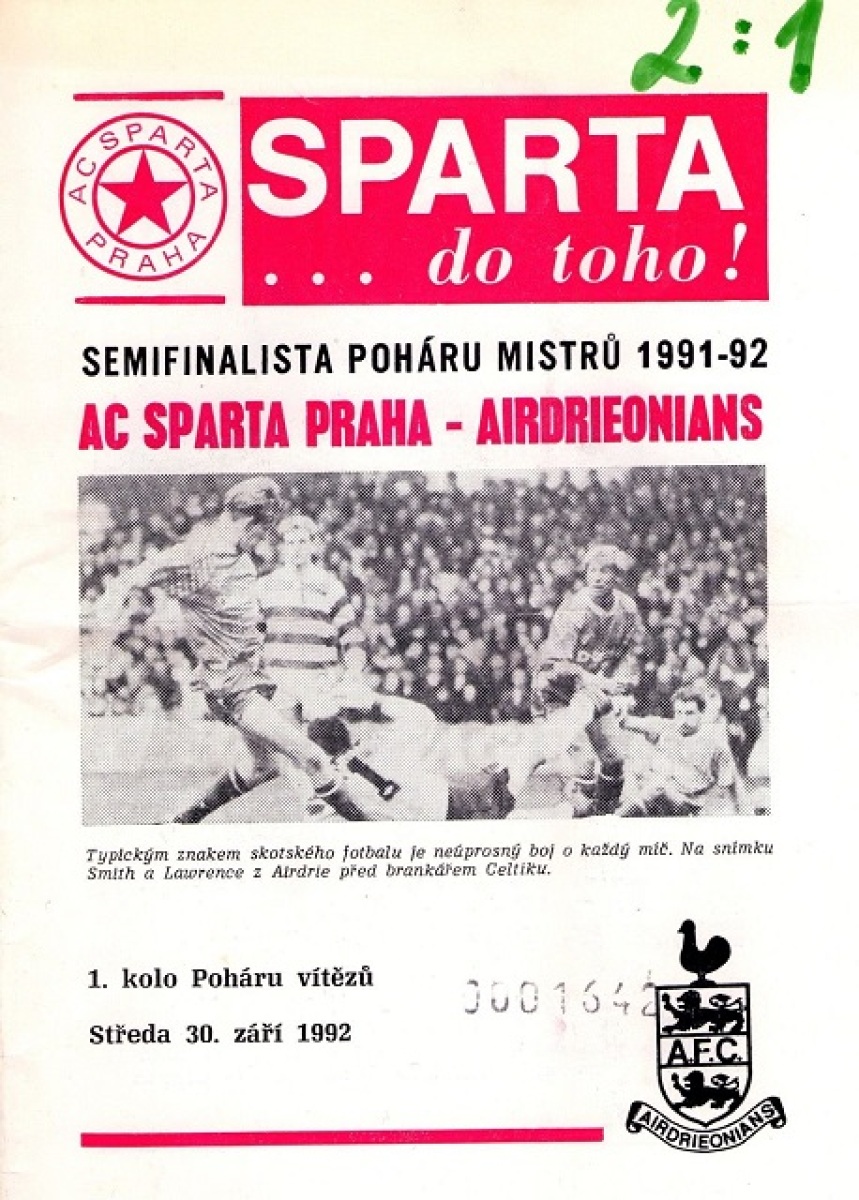 2:1
AC SPARTA
PRAHA
SPARTA
... do toho!
SEMIFINALISTA POHÁRU MISTRŮ 1991-92
AC SPARTA PRAHA - AIRDRIEONIANS
Typickým znakem skotského fotbalu je neúprosný boj o každý míč. Na snímku
Smith a Lawrence z Airdrie před brankářem Celtiku.
1. kolo Poháru vítězů
Středa 30. září 1992
A.F.C.
AIRDRIEONIANS